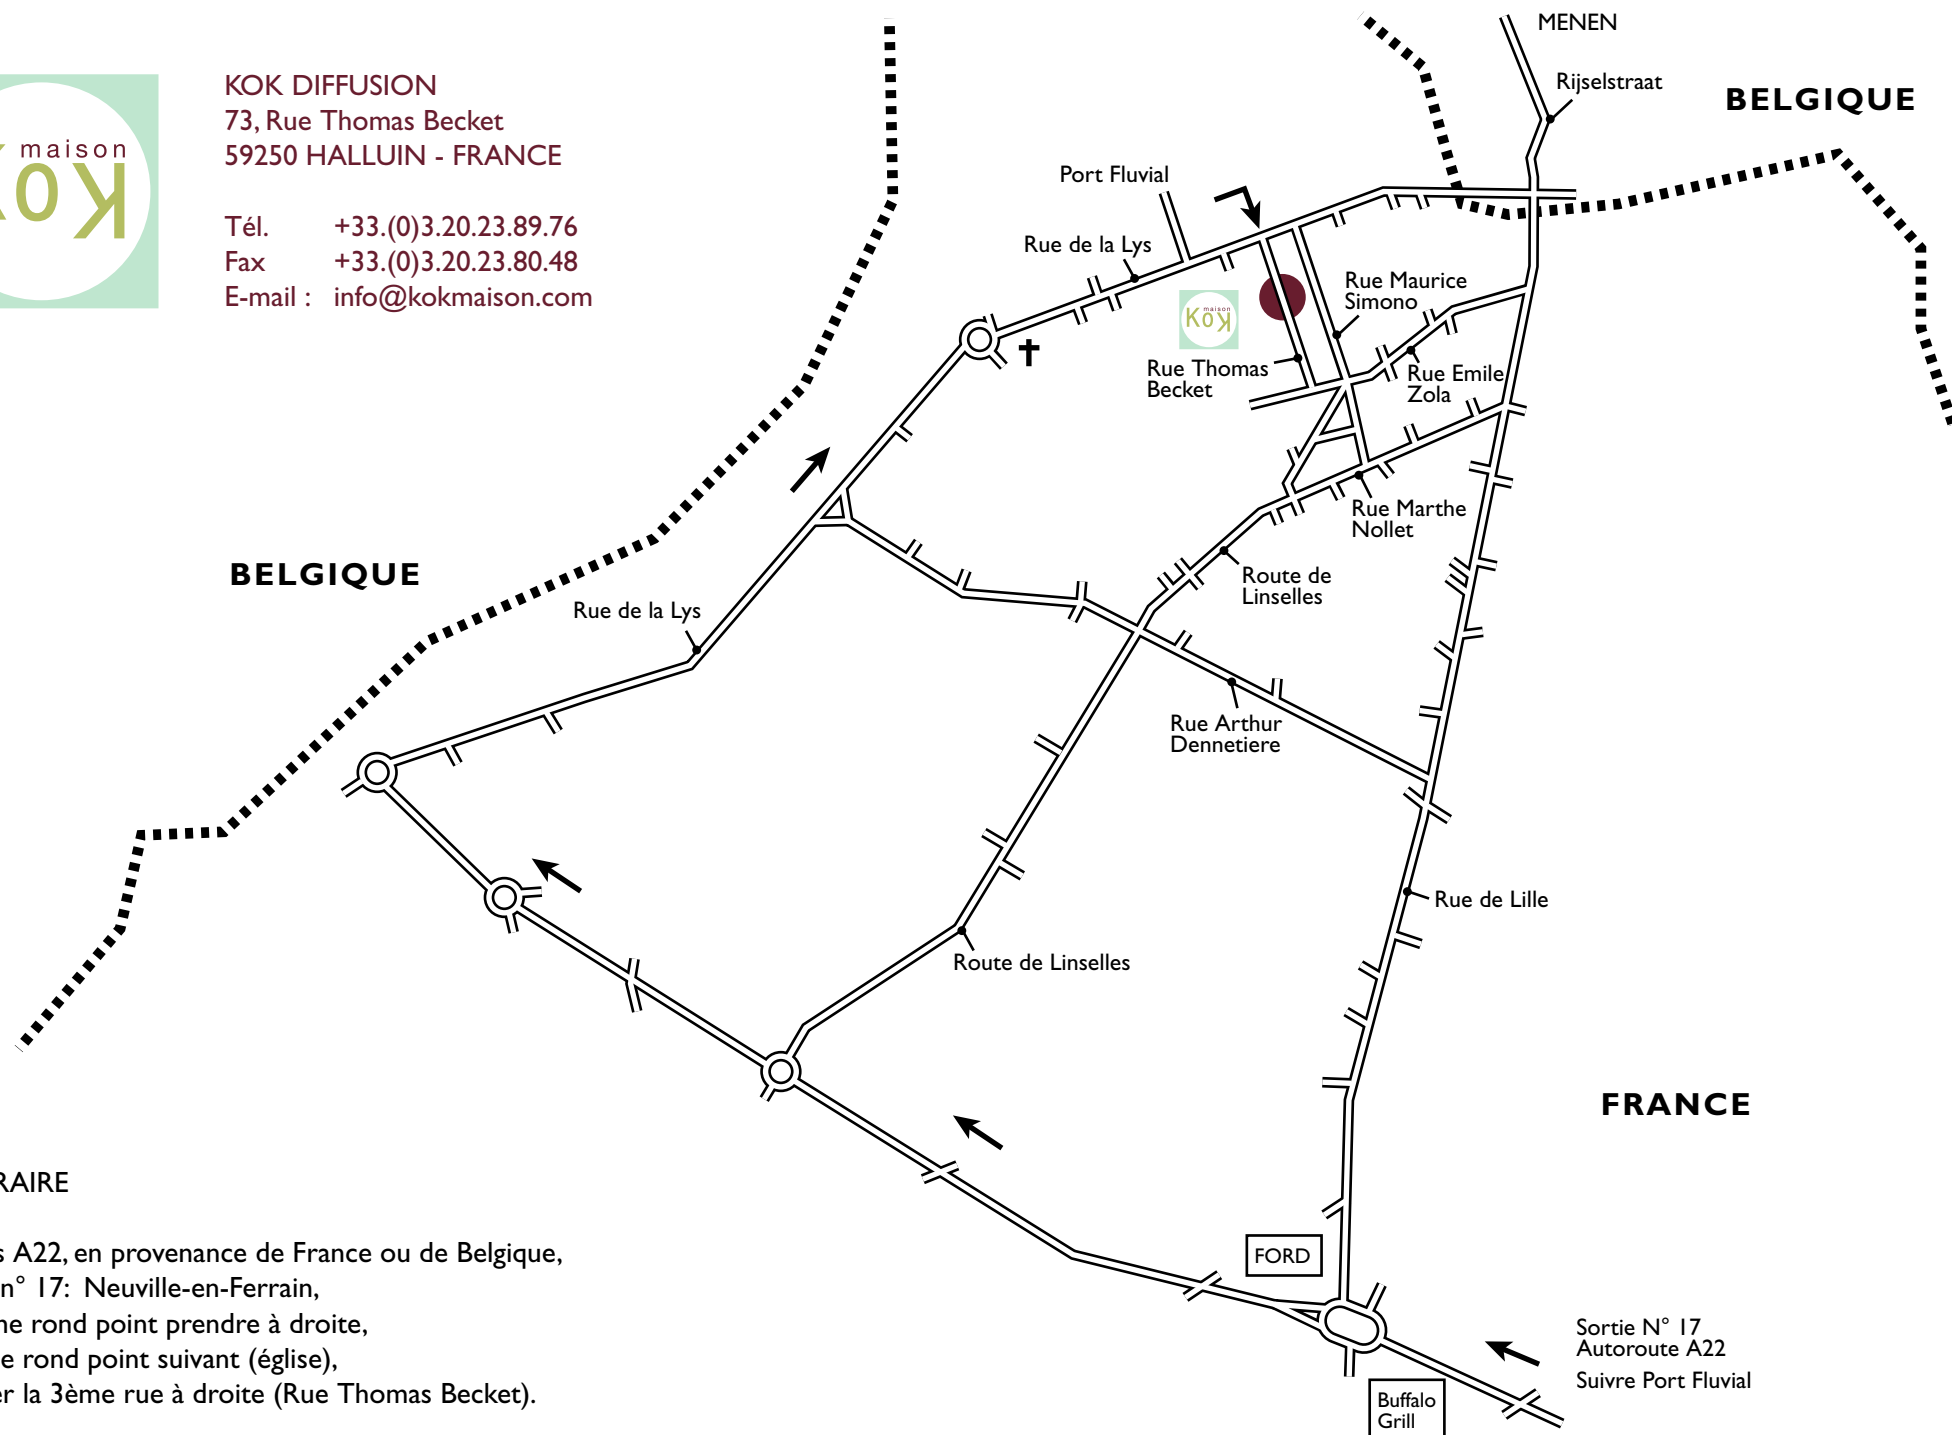 maison
KOK DIFFUSION
73, Rue Thomas Becket
59250 HALLUIN - FRANCE
Tél. +33.(0)3.20.23.89.76
Fax +33.(0)3.20.23.80.48
E-mail : info@kokmaison.com
MENEN
Rijselstraat
BELGIQUE
Port Fluvial
Rue de la Lys
Rue Maurice
Simono
maison
KOK
Rue Thomas
Becket
Rue Emile
Zola
Rue Marthe
Nollet
Route de
Linselles
BELGIQUE
Rue de la Lys
Rue Arthur
Dennetiere
Rue de Lille
Route de Linselles
FRANCE
FORD
Sortie N° 17
Autoroute A22
Suivre Port Fluvial
Buffalo
Grill
A22, en provenance de France ou de Belgique,
n° 17: Neuville-en-Ferrain,
rond point prendre à droite,
rond point suivant (église),
la 3ème rue à droite (Rue Thomas Becket).